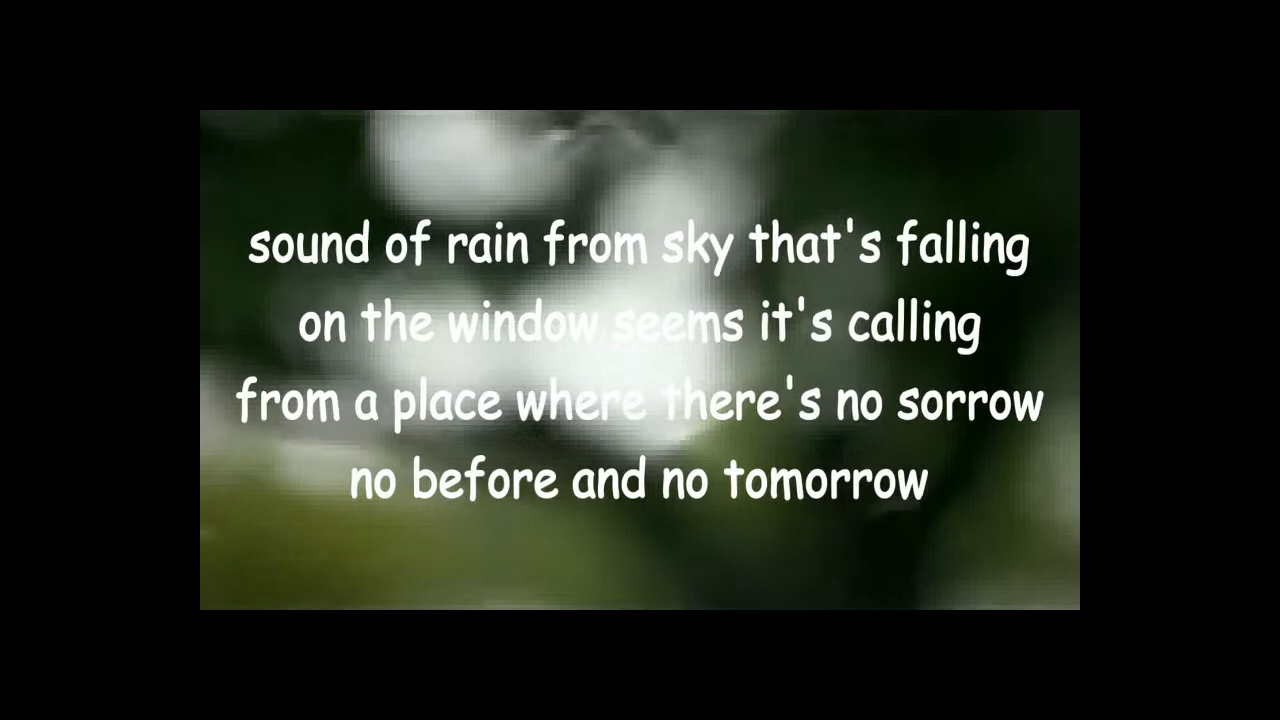 sound of rain from sky that's falling
on the window seems it's calling
from a place where there's no sorrow
no before and no tomorrow